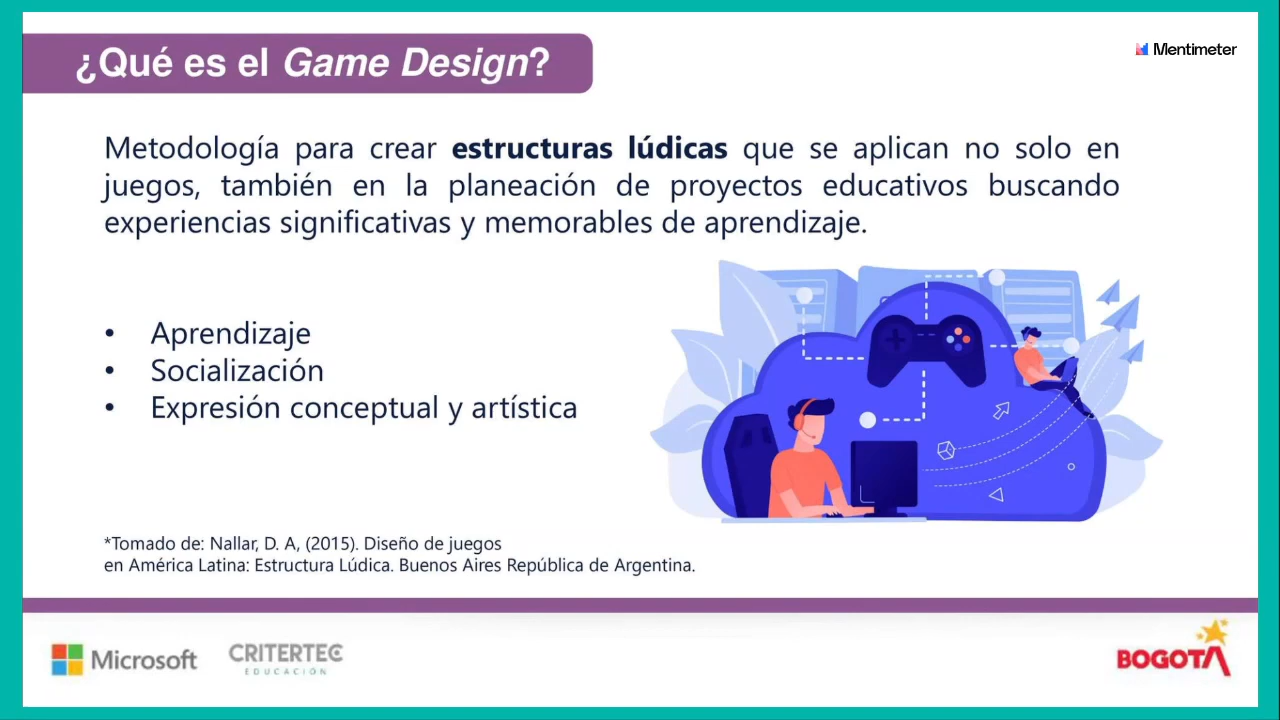 ¿Qué es el Game Design?
Mentimeter
Metodología para crear estructuras lúdicas que se aplican no solo en
juegos, también en la planeación de proyectos educativos buscando
experiencias significativas y memorables de aprendizaje.
• Aprendizaje
• Socialización
• Expresión conceptual y artística
*Tomado de: Nallar, D. A, (2015). Diseño de juegos
en América Latina: Estructura Lúdica. Buenos Aires República de Argentina.
Microsoft
CRITERTEC
EDUCACIÓN
BOGOTA